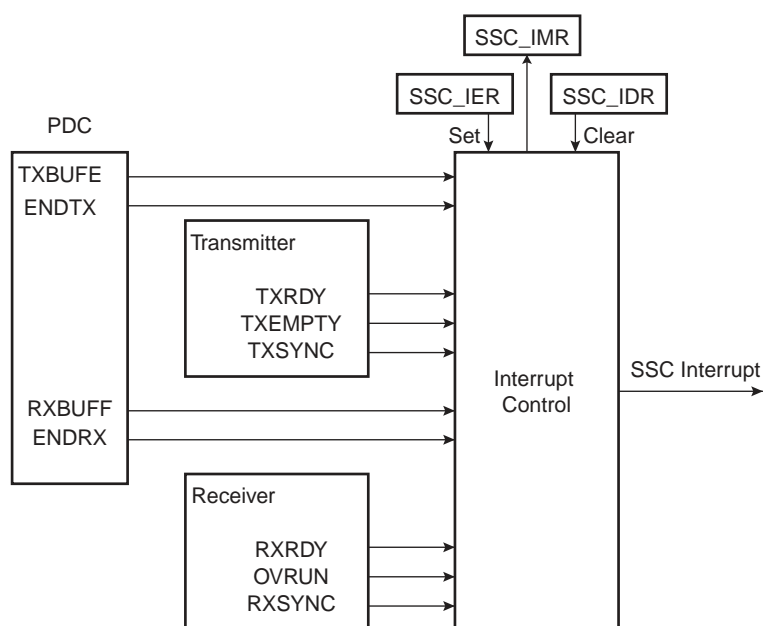 SSC_IMR
SSC_IER
SSC_IDR
PDC
Set
Clear
TXBUFE
ENDTX
Transmitter
TXRDY
TXEMPTY
TXSYNC
RXBUFF
ENDRX
Interrupt
Control
SSC Interrupt
Receiver
RXRDY
OVRUN
RXSYNC